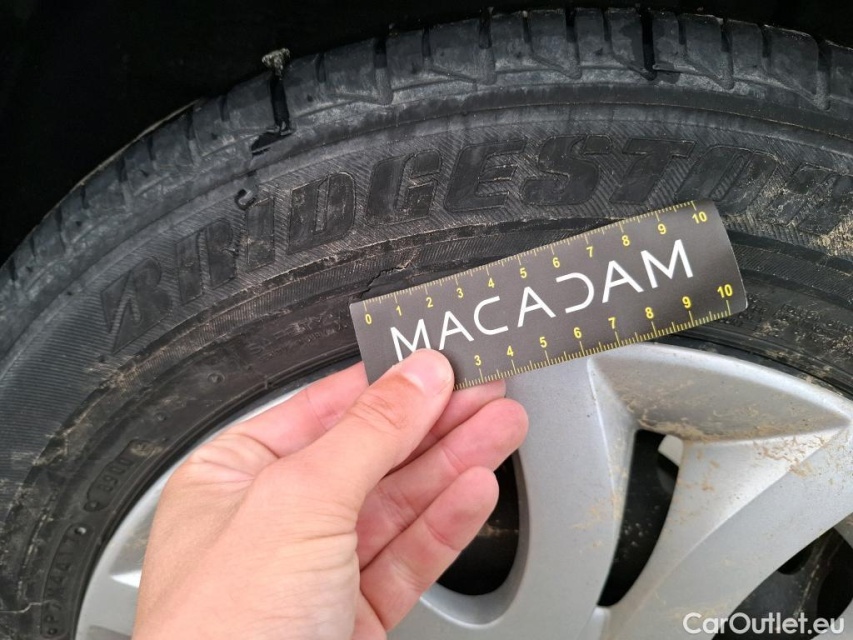 BRIDGESTO
0 1 2 3 4 5 6 7 8 9 10
MACADAM
3 4 5 6 7 8 9 10
CarOutlet.eu